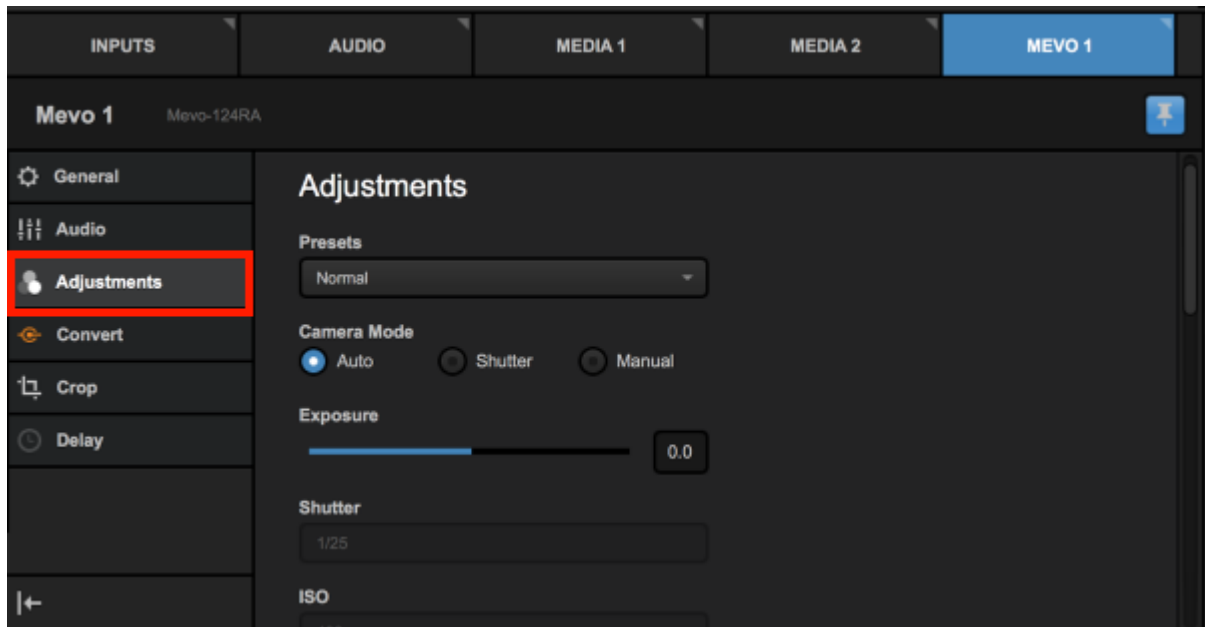 INPUTS AUDIO MEDIA 1 MEDIA 2 MEVO 1
Mevo 1 Mevo-124RA
General
Audio
Adjustments
Convert
Crop
Delay
Adjustments
Presets
Normal
Camera Mode
Auto Shutter Manual
Exposure
0.0
Shutter
1/25
ISO